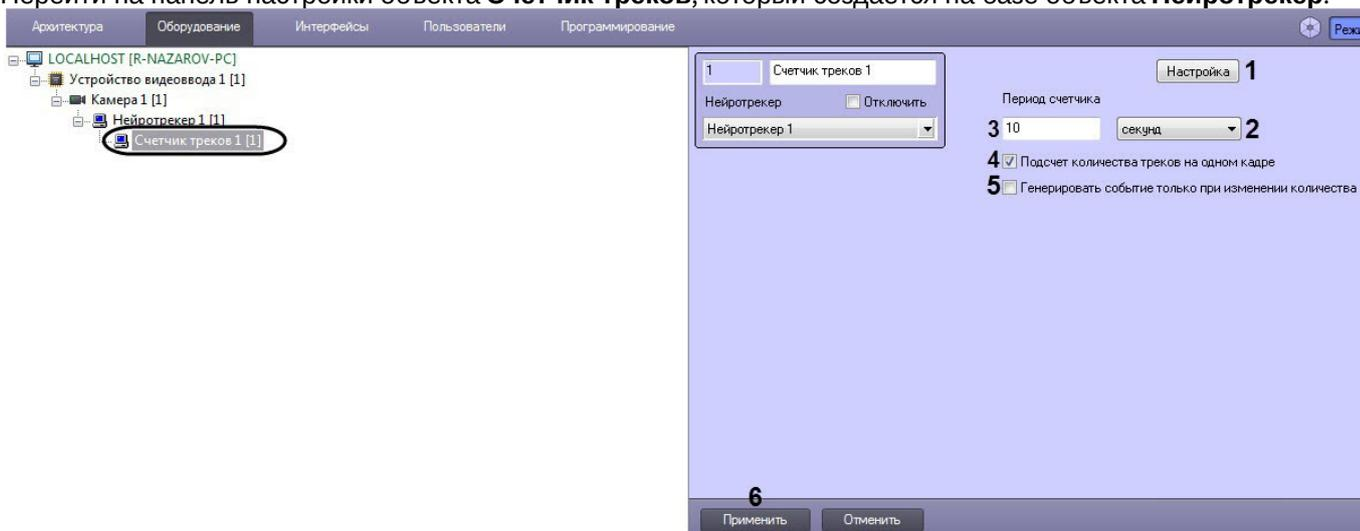 Перейти на панель настройки объекта Счетчик треков, который создается на базе объекта Нейротрекер.
Архитектура Оборудование Интерфейсы Пользователи Программирование
LOCALHOST [R-NAZAROV-PC]
Устройство видеоввода 1 [1]
Камера 1 [1]
Нейротрекер 1 [1]
Счетчик треков 1 [1]
1 Счетчик треков 1
Нейротрекер Отключить
Нейротрекер 1
Настройка 1
Период счетчика
3 10 секунд 2
4 Подсчет количества треков на одном кадре
5 Генерировать событие только при изменении количества
6
Применить Отменить